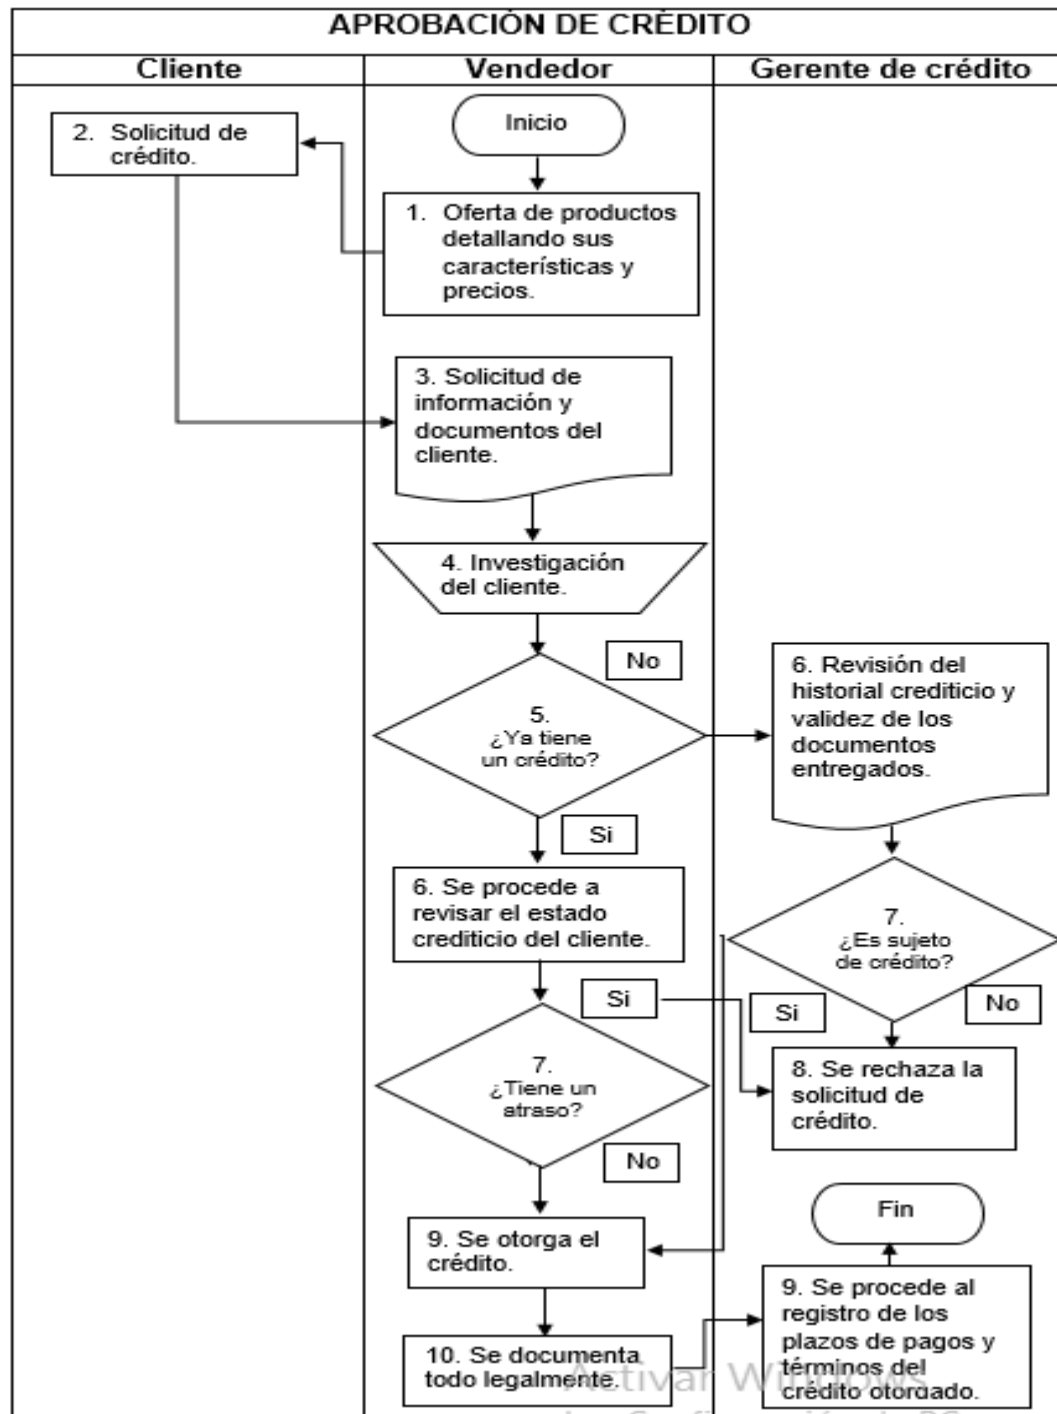 APROBACIÓN DE CRÉDITO
Cliente
Vendedor
Gerente de crédito
Inicio
2. Solicitud de
crédito.
1. Oferta de productos
detallando sus
características y
precios.
3. Solicitud de
información y
documentos del
cliente.
4. Investigación
del cliente.
No
5.
¿Ya tiene
un crédito?
6. Revisión del
historial crediticio y
validez de los
documentos
entregados.
Si
6. Se procede a
revisar el estado
crediticio del cliente.
7.
¿Es sujeto
de crédito?
Si
Si
No
7.
¿Tiene un
atraso?
8. Se rechaza la
solicitud de
crédito.
No
Fin
9. Se otorga el
crédito.
9. Se procede al
registro de los
plazos de pagos y
términos del
crédito otorgado.
10. Se documenta
todo legalmente.
Activar Windows